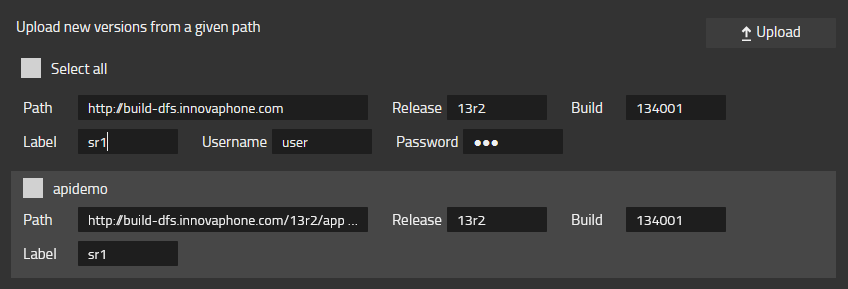 Upload new versions from a given path
Upload
Select all
Path http://build-dfs.innovaphone.com Release 13r2 Build 134001
Label sr1 Username user Password ●●●
apidemo
Path http://build-dfs.innovaphone.com/13r2/app ... Release 13r2 Build 134001
Label sr1